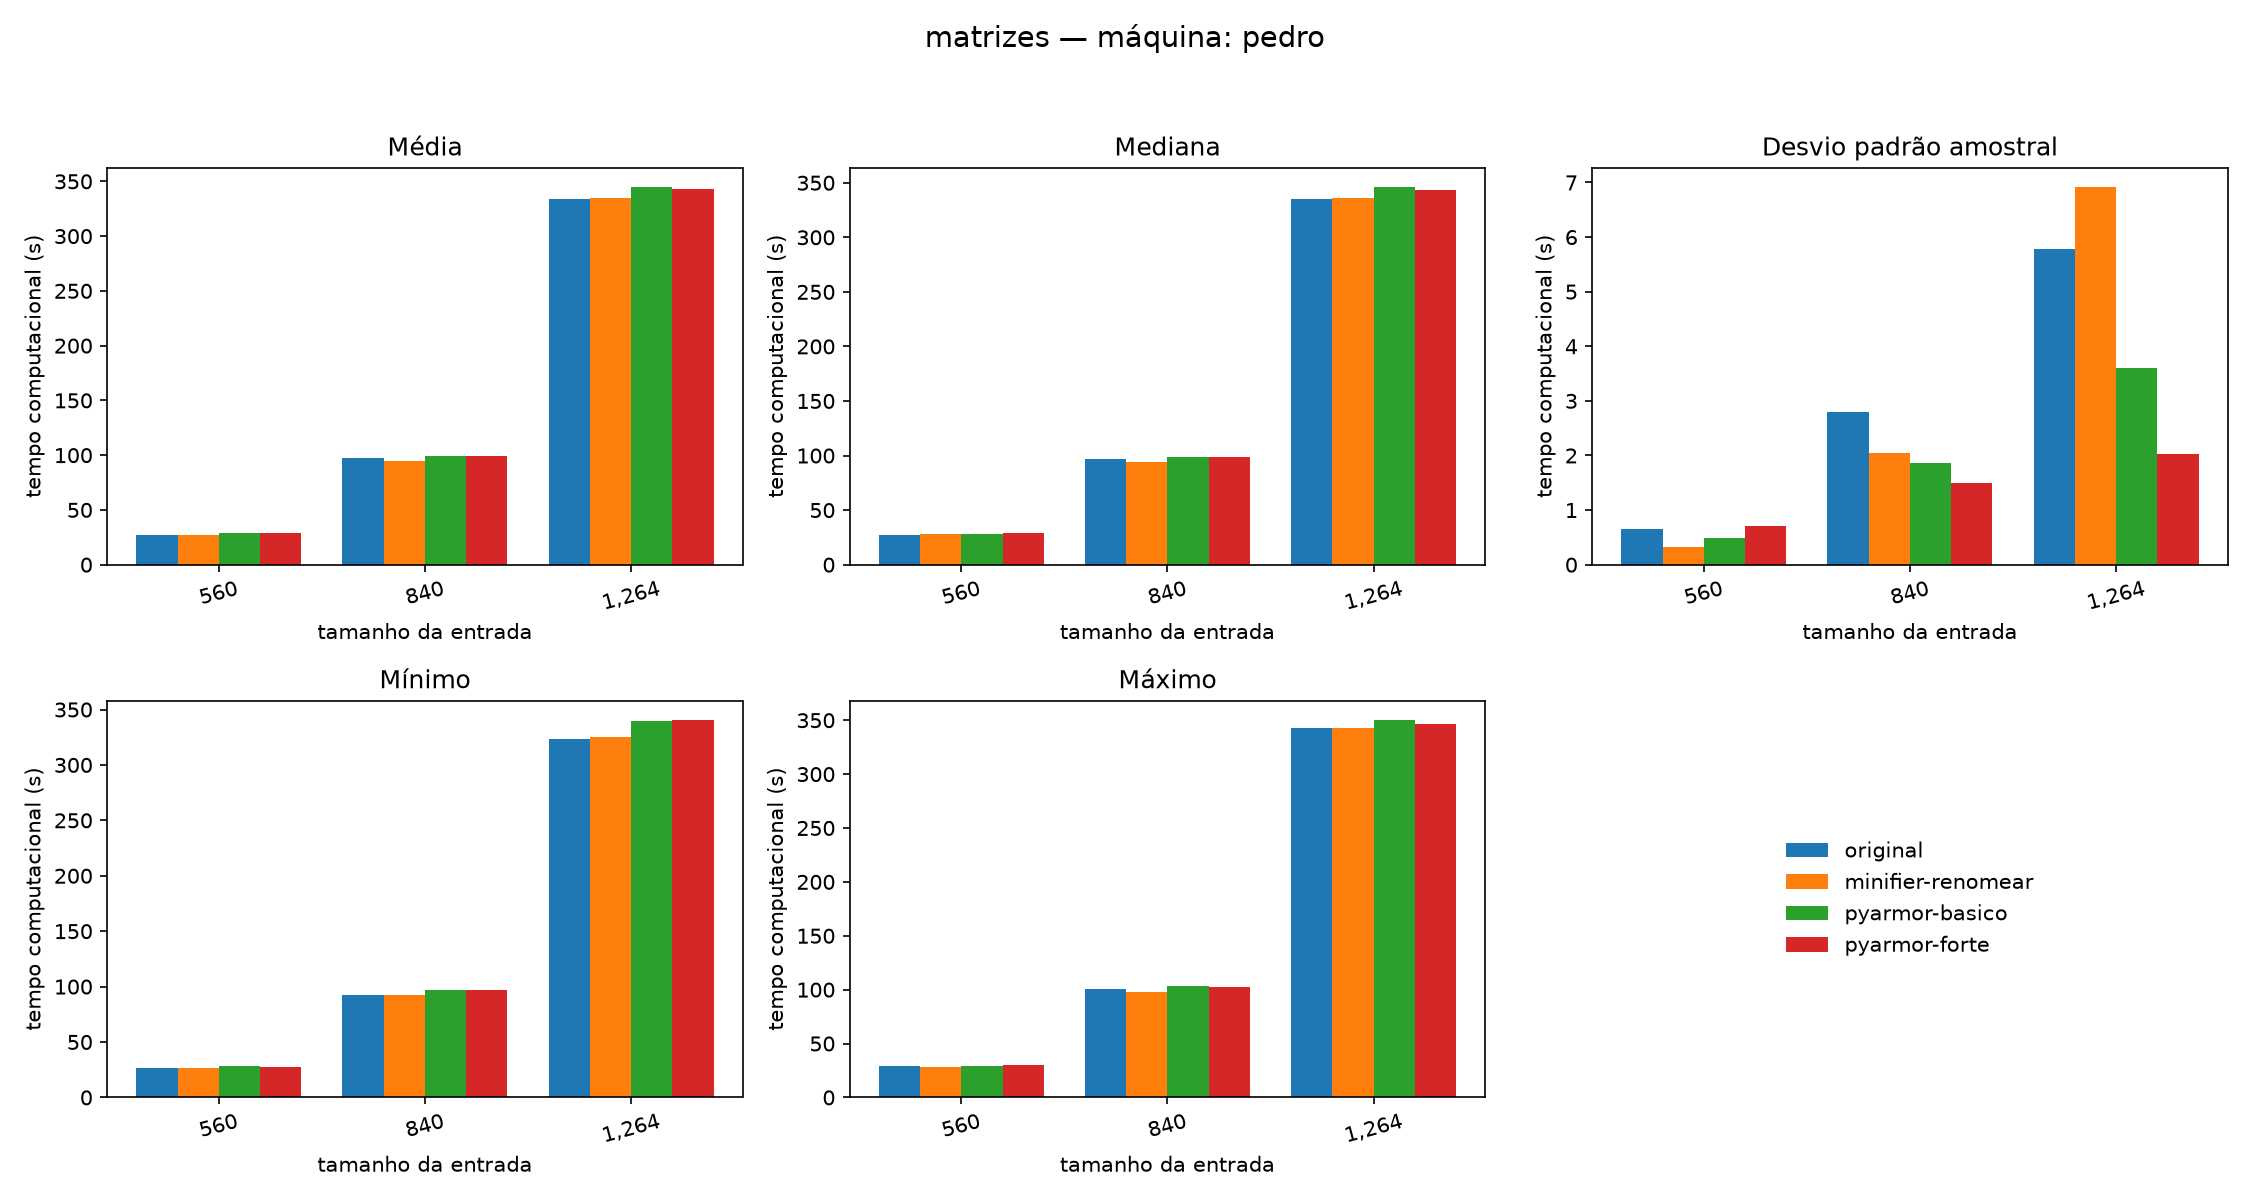 matrizes — máquina: pedro
Média
tempo computacional (s)
350
300
250
200
150
100
50
0
560
840
1,264
tamanho da entrada
Mediana
tempo computacional (s)
350
300
250
200
150
100
50
0
560
840
1,264
tamanho da entrada
Desvio padrão amostral
tempo computacional (s)
7
6
5
4
3
2
1
0
560
840
1,264
tamanho da entrada
Mínimo
tempo computacional (s)
350
300
250
200
150
100
50
0
560
840
1,264
tamanho da entrada
Máximo
tempo computacional (s)
350
300
250
200
150
100
50
0
560
840
1,264
tamanho da entrada
original
minifier-renomear
pyarmor-basico
pyarmor-forte